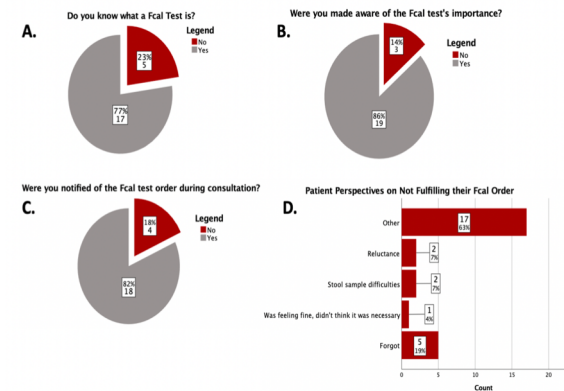 A.
Do you know what a Fcal Test is?
Legend
No
Yes
23%
5
77%
17
B.
Were you made aware of the Fcal test's importance?
Legend
No
Yes
14%
3
86%
19
C.
Were you notified of the Fcal test order during consultation?
Legend
No
Yes
18%
4
82%
18
D.
Patient Perspectives on Not Fulfilling their Fcal Order
Other
17
63%
Reluctance
2
7%
Stool sample difficulties
2
7%
Was feeling fine, didn't think it was necessary
1
4%
Forgot
5
19%
0 5 10 15 20
Count